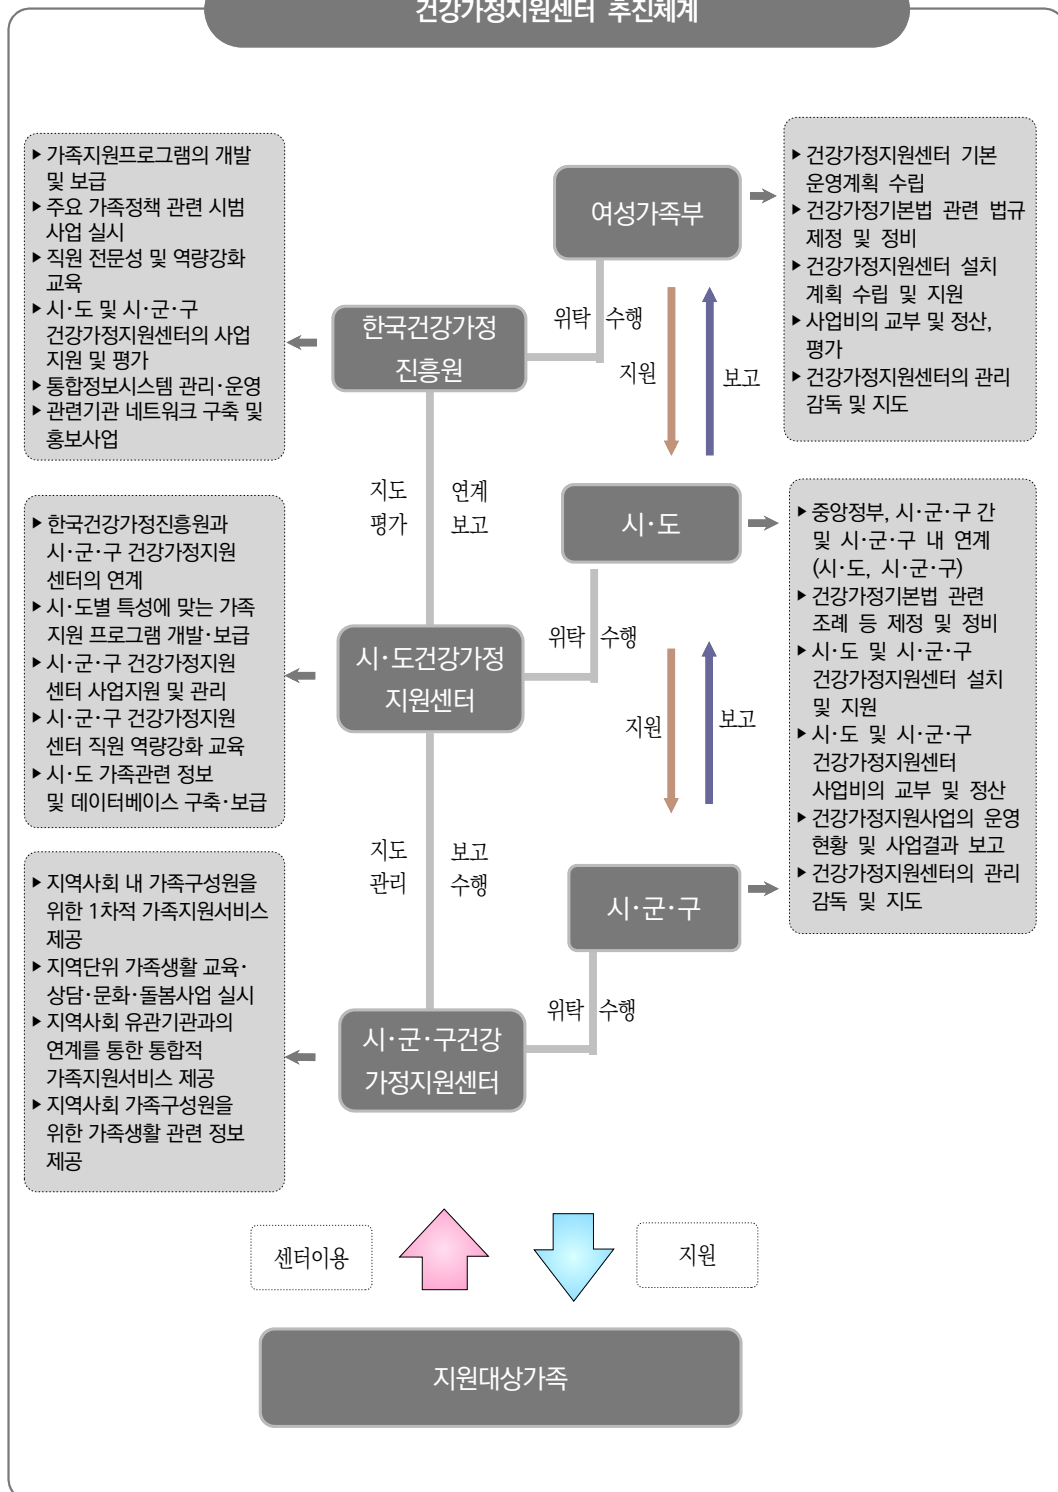 건강가정지원센터 추진체계
▶ 가족지원프로그램의 개발
및 보급
▶ 주요 가족정책 관련 시범
사업 실시
▶ 직원 전문성 및 역량강화
교육
▶ 시·도 및 시·군·구
건강가정지원센터의 사업
지원 및 평가
▶ 통합정보시스템 관리·운영
▶ 관련기관 네트워크 구축 및
홍보사업
여성가족부
▶ 건강가정지원센터 기본
운영계획 수립
▶ 건강가정기본법 관련 법규
제정 및 정비
▶ 건강가정지원센터 설치
계획 수립 및 지원
▶ 사업비의 교부 및 정산,
평가
▶ 건강가정지원센터의 관리
감독 및 지도
한국건강가정
진흥원
위탁 수행
지원
보고
지도 연계
평가 보고
시·도
▶ 한국건강가정진흥원과
시·군·구 건강가정지원
센터의 연계
▶ 시·도별 특성에 맞는 가족
지원 프로그램 개발·보급
▶ 시·군·구 건강가정지원
센터 사업지원 및 관리
▶ 시·군·구 건강가정지원
센터 직원 역량강화 교육
▶ 시·도 가족관련 정보
및 데이터베이스 구축·보급
시·도건강가정
지원센터
위탁 수행
지원
보고
▶ 중앙정부, 시·군·구 간
및 시·군·구 내 연계
(시·도, 시·군·구)
▶ 건강가정기본법 관련
조례 등 제정 및 정비
▶ 시·도 및 시·군·구
건강가정지원센터 설치
및 지원
▶ 시·도 및 시·군·구
건강가정지원센터
사업비의 교부 및 정산
▶ 건강가정지원사업의 운영
현황 및 사업결과 보고
▶ 건강가정지원센터의 관리
감독 및 지도
지도 보고
관리 수행
시·군·구
▶ 지역사회 내 가족구성원을
위한 1차적 가족지원서비스
제공
▶ 지역단위 가족생활 교육·
상담·문화·돌봄사업 실시
▶ 지역사회 유관기관과의
연계를 통한 통합적
가족지원서비스 제공
▶ 지역사회 가족구성원을
위한 가족생활 관련 정보
제공
시·군·구건강
가정지원센터
위탁 수행
센터이용
지원
지원대상가족